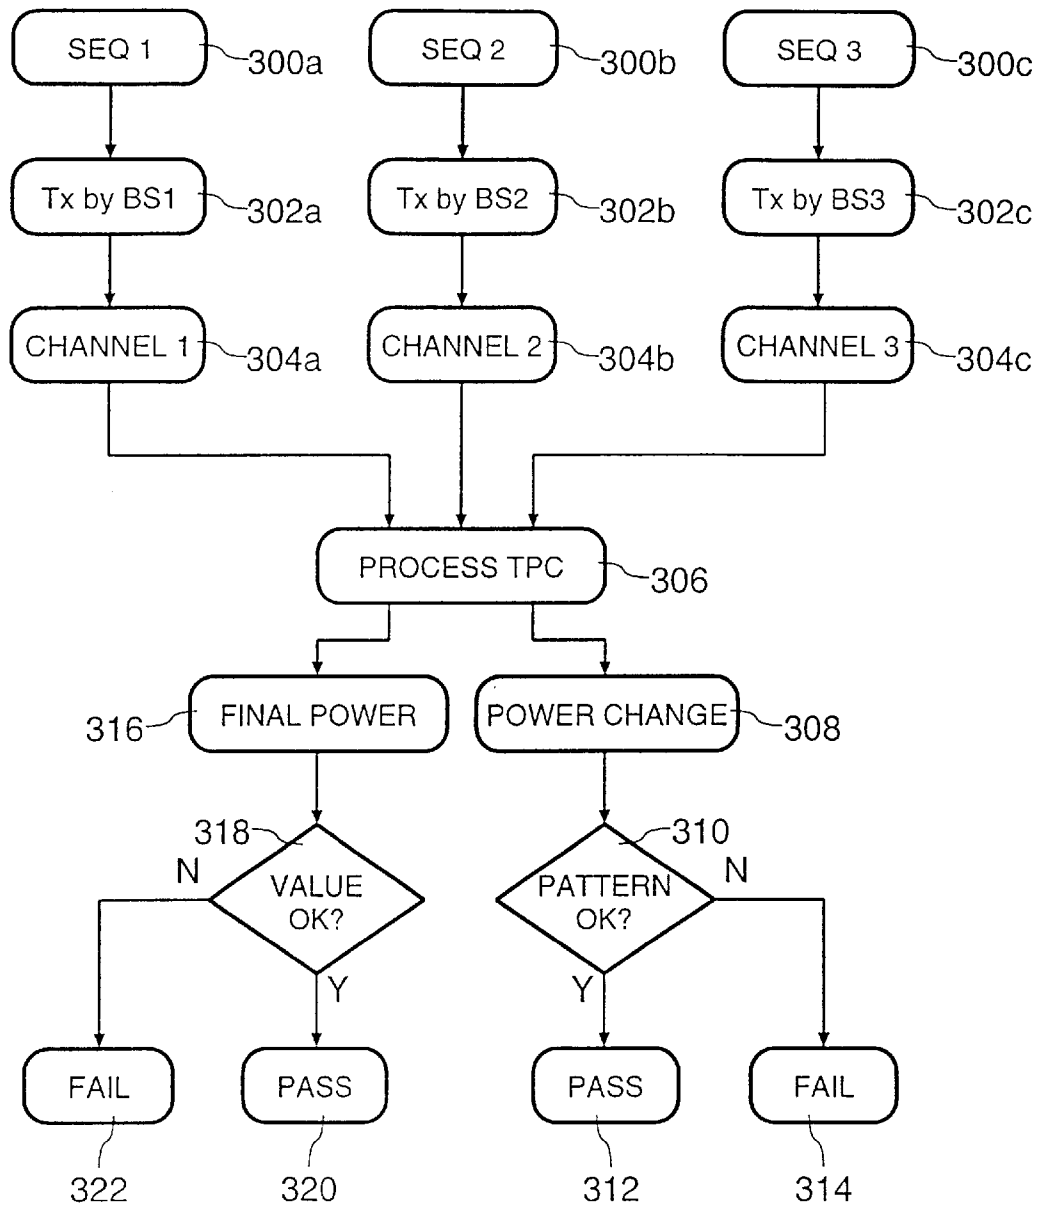 SEQ 1
300a
SEQ 2
300b
SEQ 3
300c
Tx by BS1
302a
Tx by BS2
302b
Tx by BS3
302c
CHANNEL 1
304a
CHANNEL 2
304b
CHANNEL 3
304c
PROCESS TPC
306
316
FINAL POWER
POWER CHANGE
308
318
310
N
VALUE
OK?
PATTERN
OK?
N
Y
Y
FAIL
PASS
PASS
FAIL
322
320
312
314